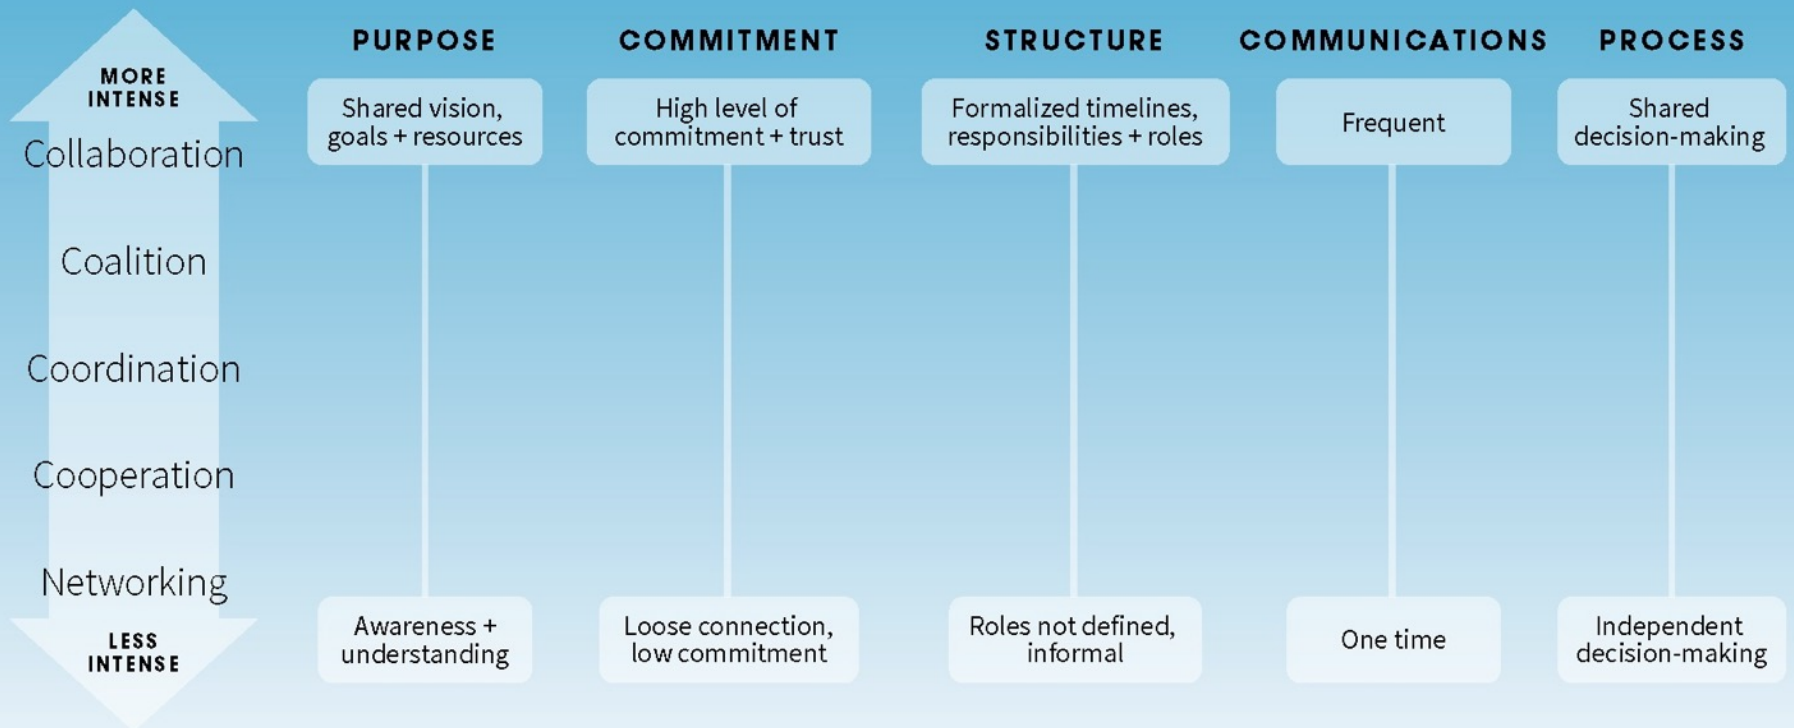 PURPOSE
COMMITMENT
STRUCTURE
COMMUNICATIONS
PROCESS
MORE
INTENSE
Shared vision,
goals + resources
High level of
commitment + trust
Formalized timelines,
responsibilities + roles
Frequent
Shared
decision-making
Collaboration
Coalition
Coordination
Cooperation
Networking
LESS
INTENSE
Awareness +
understanding
Loose connection,
low commitment
Roles not defined,
informal
One time
Independent
decision-making